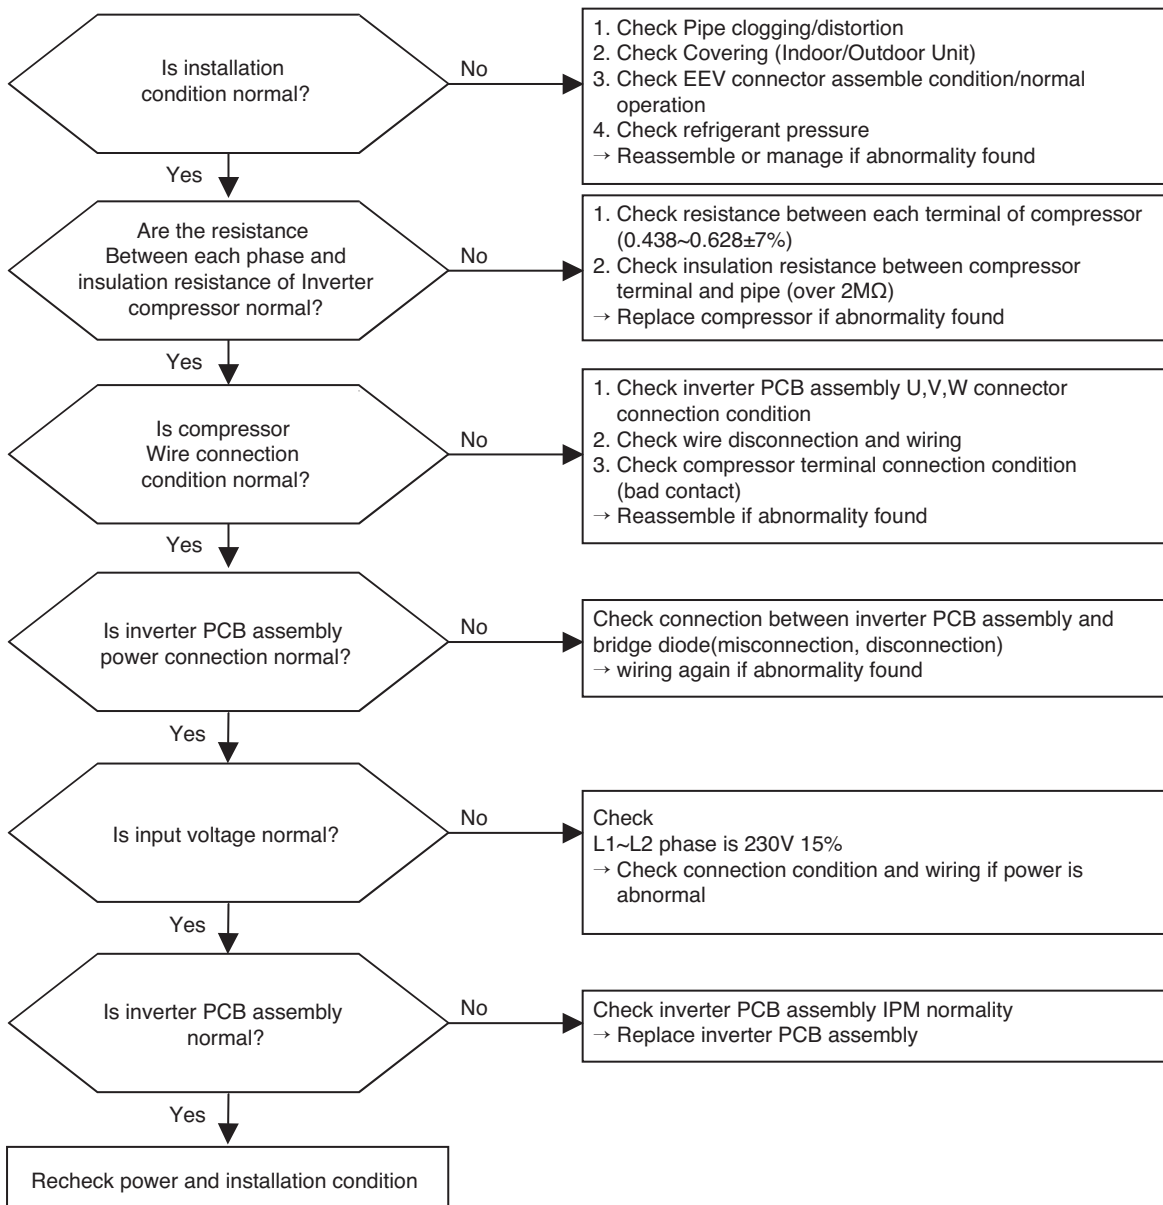 Is installation
condition normal?
No
1. Check Pipe clogging/distortion
2. Check Covering (Indoor/Outdoor Unit)
3. Check EEV connector assemble condition/normal
operation
4. Check refrigerant pressure
→ Reassemble or manage if abnormality found
Yes
Are the resistance
Between each phase and
insulation resistance of Inverter
compressor normal?
No
1. Check resistance between each terminal of compressor
(0.438~0.628±7%)
2. Check insulation resistance between compressor
terminal and pipe (over 2MΩ)
→ Replace compressor if abnormality found
Yes
Is compressor
Wire connection
condition normal?
No
1. Check inverter PCB assembly U,V,W connector
connection condition
2. Check wire disconnection and wiring
3. Check compressor terminal connection condition
(bad contact)
→ Reassemble if abnormality found
Yes
Is inverter PCB assembly
power connection normal?
No
Check connection between inverter PCB assembly and
bridge diode(misconnection, disconnection)
→ wiring again if abnormality found
Yes
Is input voltage normal?
No
Check
L1~L2 phase is 230V 15%
→ Check connection condition and wiring if power is
abnormal
Yes
Is inverter PCB assembly
normal?
No
Check inverter PCB assembly IPM normality
→ Replace inverter PCB assembly
Yes
Recheck power and installation condition